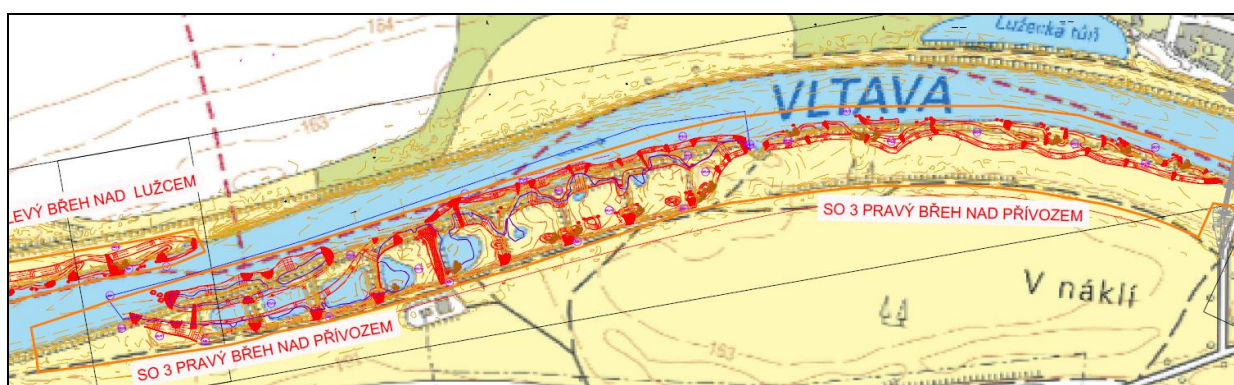 164
Luženká tůň
VLTAVA
163
LEVÝ BŘEH NAD LUŽCEM
SO 3 PRAVÝ BŘEH NAD PŘÍVOZEM
V náklí
163
SO 3 PRAVÝ BŘEH NAD PŘÍVOZEM